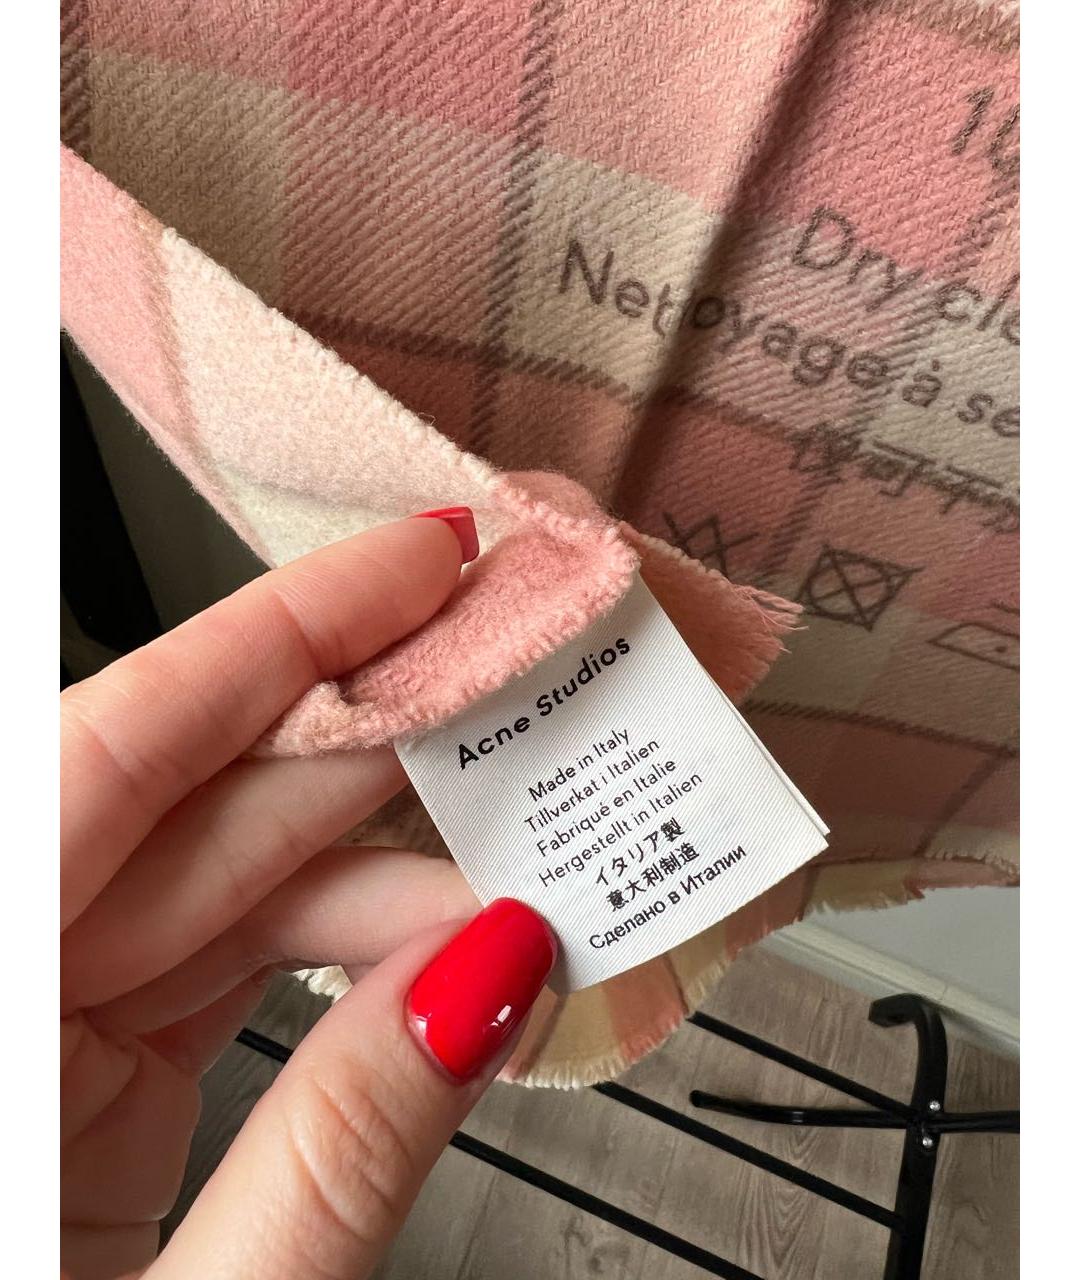 Dry
Nettoyage à
Acne Studios
Made in Italy
Tillverkat i Italien
Fabriqué en Italie
Hergestellt in Italien
イタリア製
意大利制造
Сделано в Италии